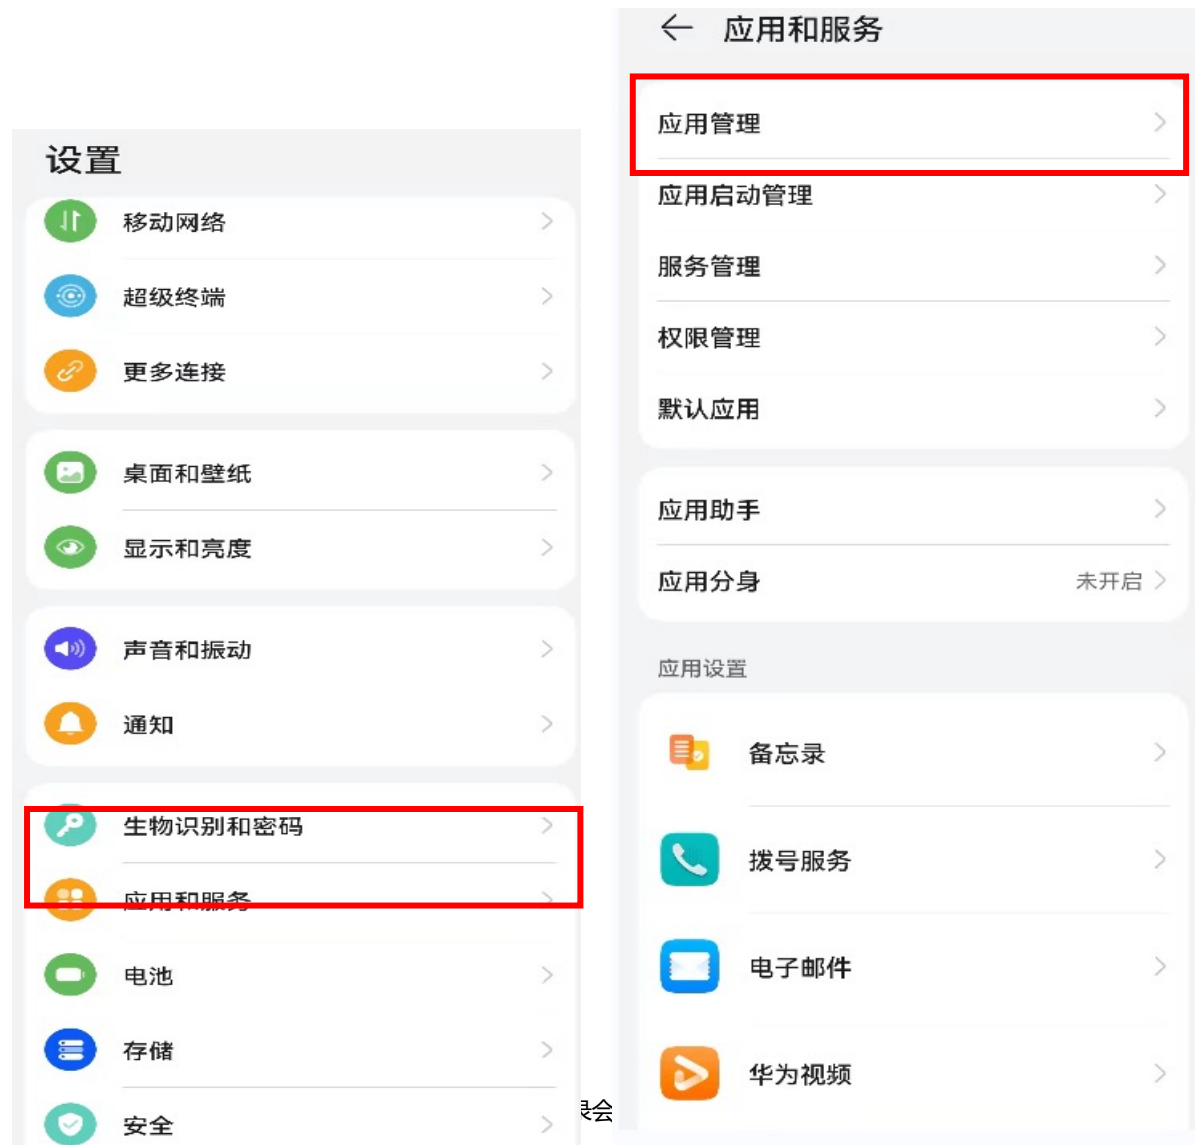 设置
移动网络
超级终端
更多连接
桌面和壁纸
显示和亮度
声音和振动
通知
生物识别和密码
应用和服务
电池
存储
安全
会
应用和服务
应用管理
应用启动管理
服务管理
权限管理
默认应用
应用助手
应用分身 未开启
应用设置
备忘录
拨号服务
电子邮件
华为视频